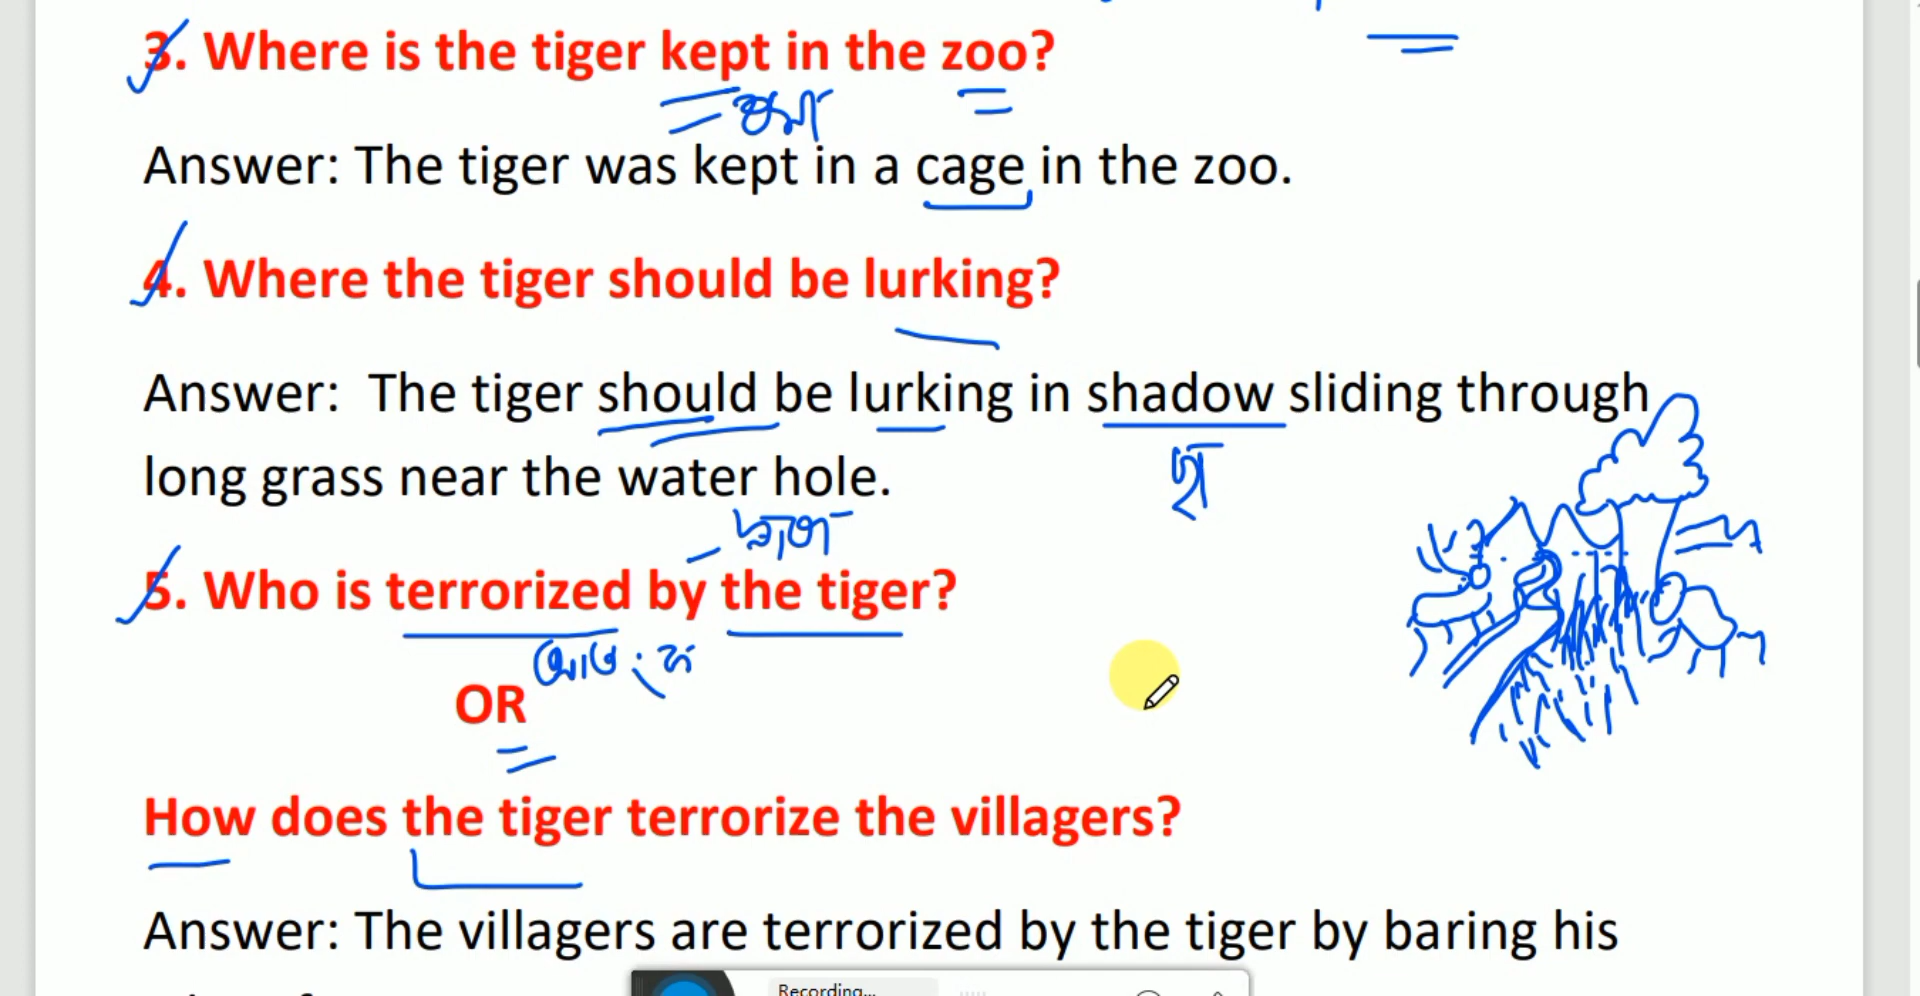 3. Where is the tiger kept in the zoo?
Answer: The tiger was kept in a cage in the zoo.
4. Where the tiger should be lurking?
Answer: The tiger should be lurking in shadow sliding through
long grass near the water hole.
5. Who is terrorized by the tiger?
OR
How does the tiger terrorize the villagers?
Answer: The villagers are terrorized by the tiger by baring his
Recording...